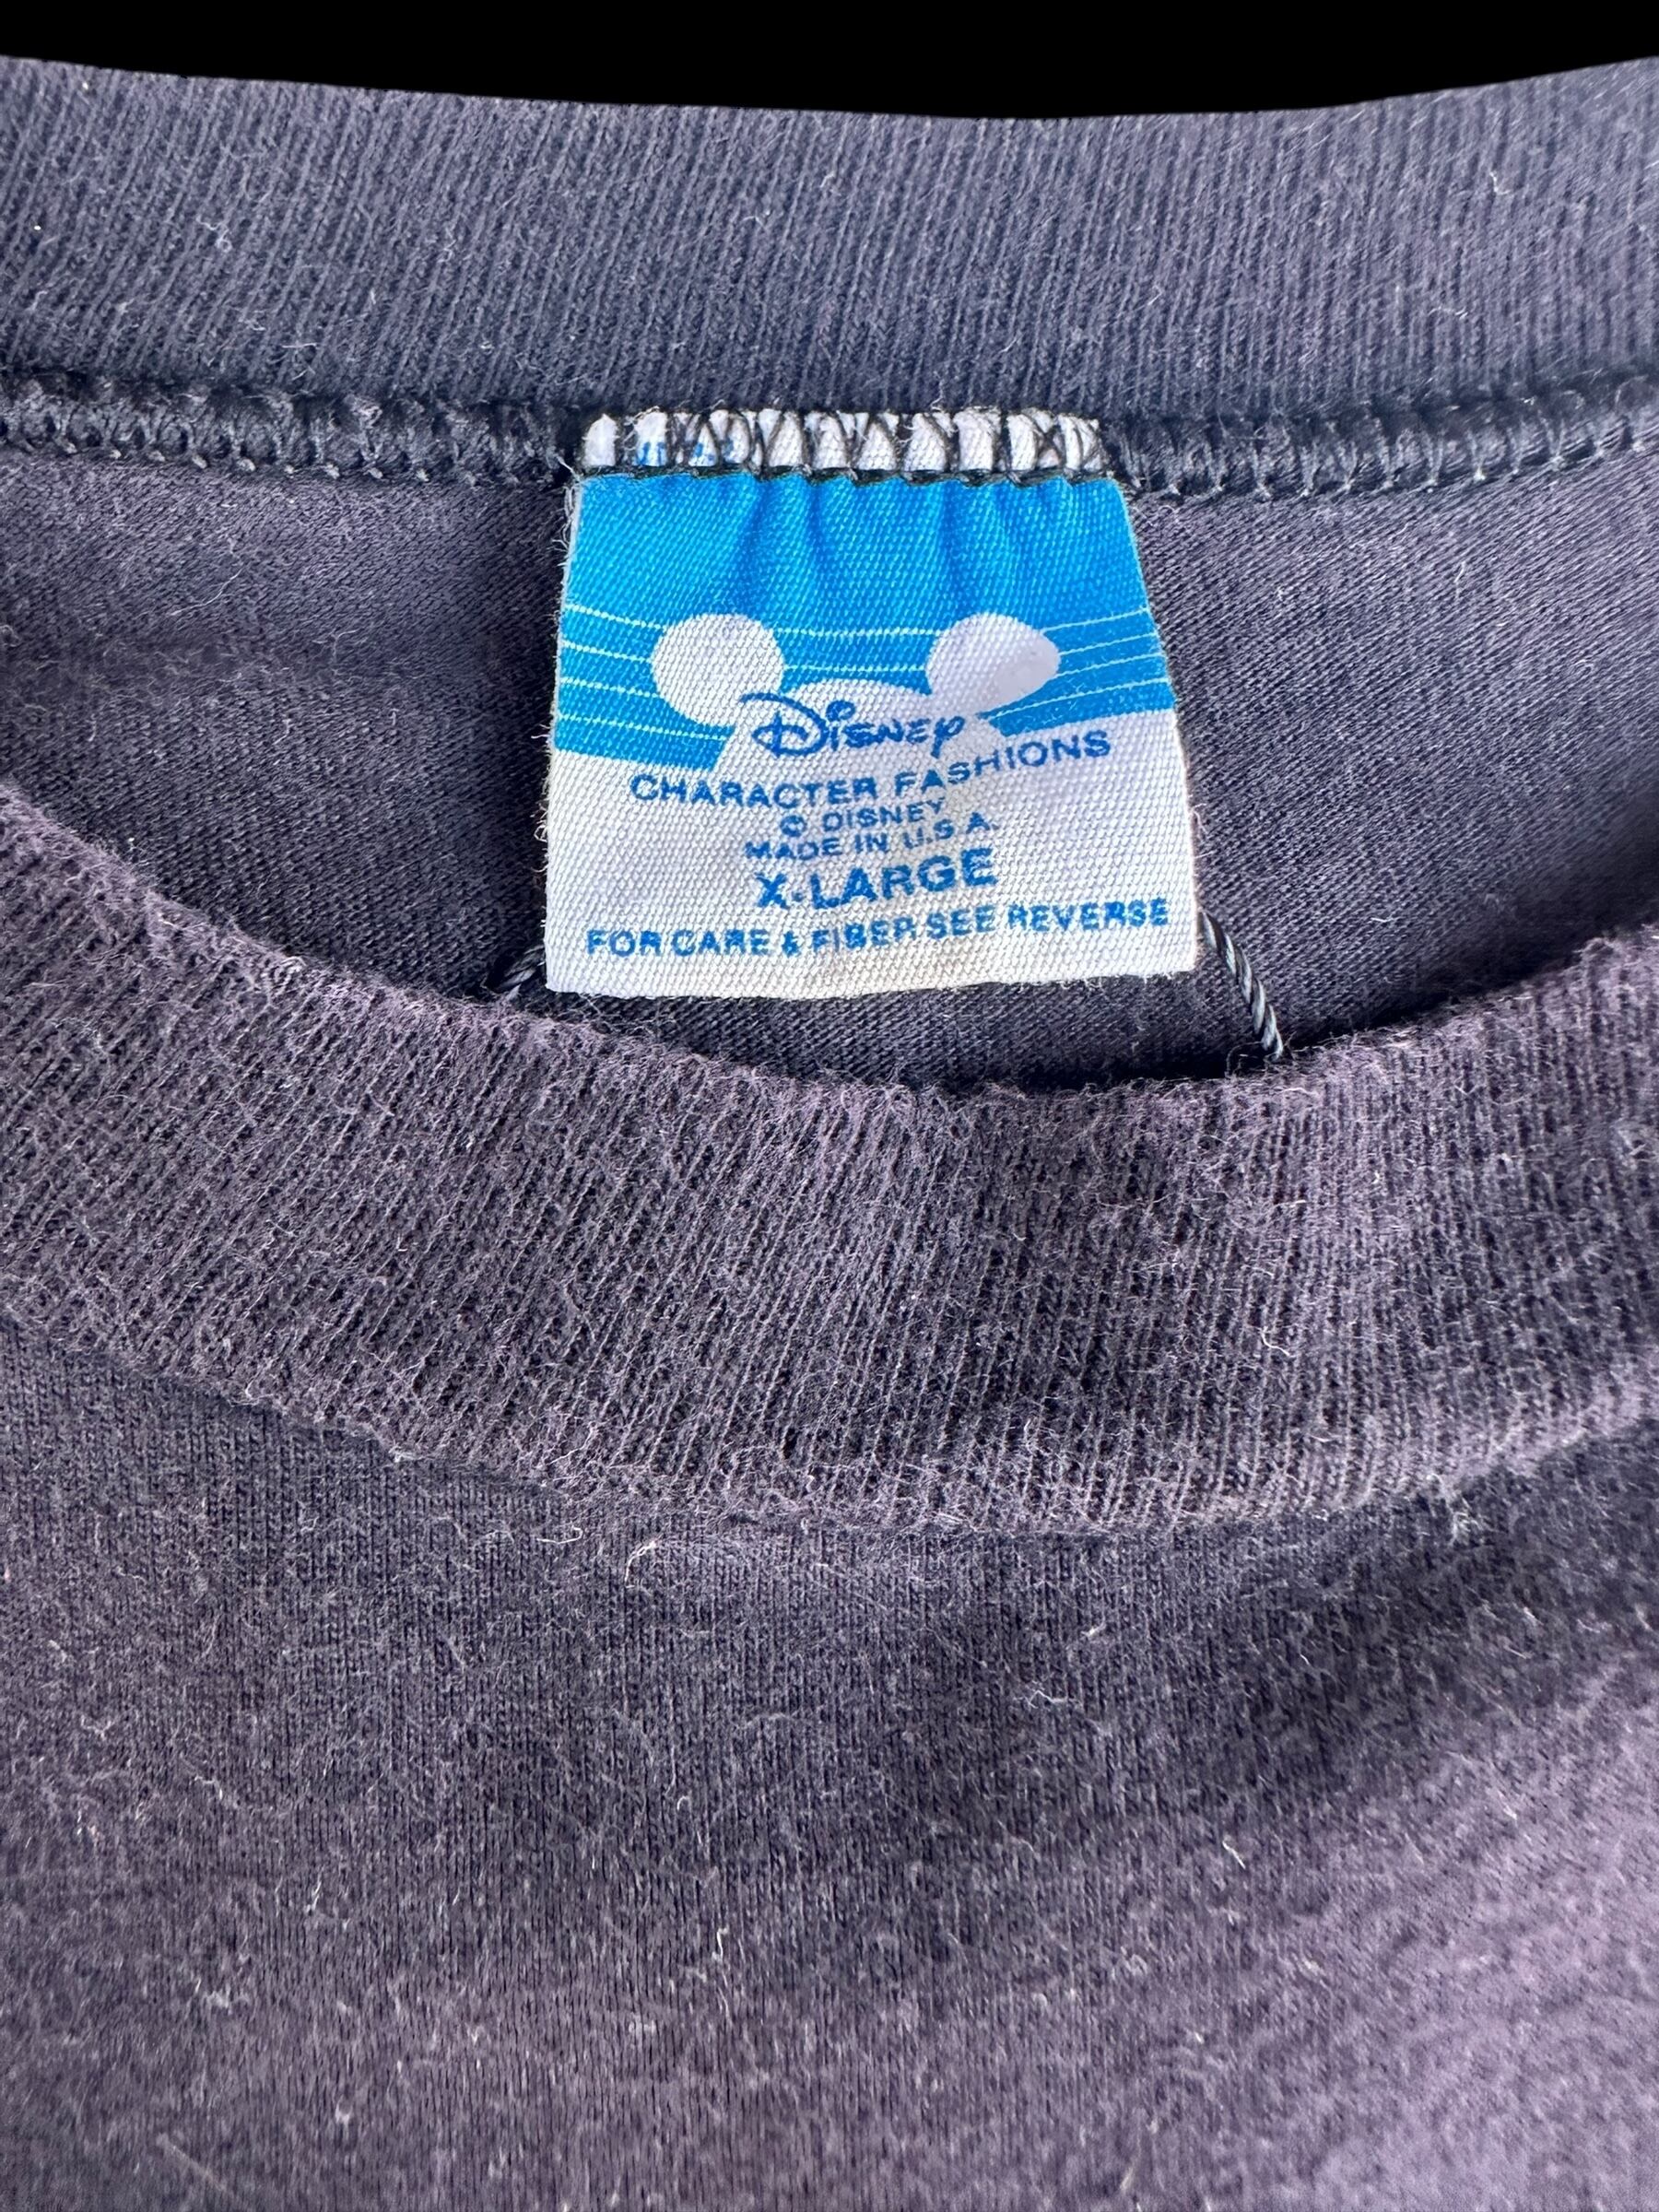 Disney
CHARACTER FASHIONS
© DISNEY
MADE IN U.S.A.
X-LARGE
FOR CARE & FIBER SEE REVERSE